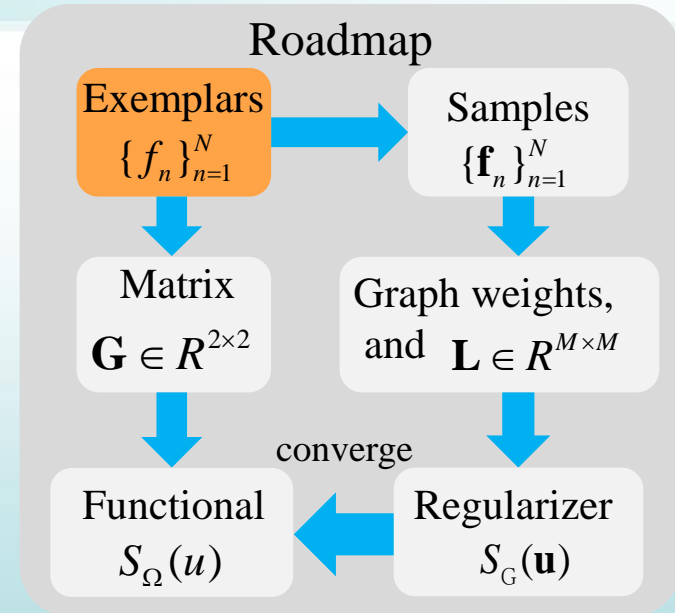 Roadmap
Exemplars
{f_n}_{n=1}^N
Samples
{𝐟_n}_{n=1}^N
Matrix
𝐆 ∈ R^{2×2}
Graph weights,
and 𝐋 ∈ R^{M×M}
converge
Functional
S_Ω(u)
Regularizer
S_G(𝐮)